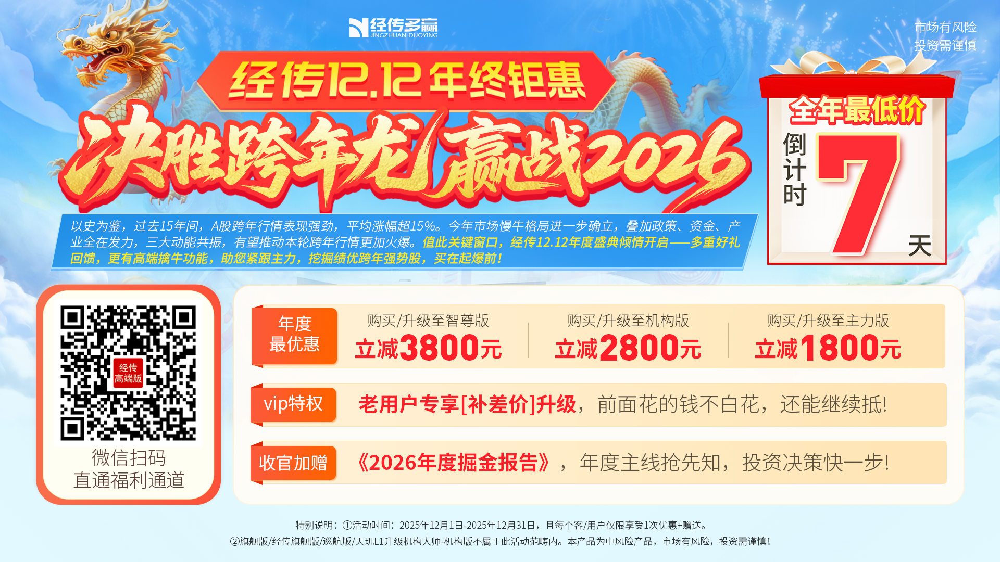 经传多赢
JINGZHUAN DUOYING
市场有风险
投资需谨慎
经传12.12年终钜惠
决胜跨年龙 赢战2026
全年最低价
倒计时
7
天
以史为鉴，过去15年间，A股跨年行情表现强劲，平均涨幅超15%。今年市场慢牛格局进一步确立，叠加政策、资金、产
业全在发力，三大动能共振，有望推动本轮跨年行情更加火爆。值此关键窗口，经传12.12年度盛典倾情开启——多重好礼
回馈，更有高端擒牛功能，助您紧跟主力，挖掘绩优跨年强势股，买在起爆前！
经传
高端版
微信扫码
直通福利通道
年度
最优惠
购买/升级至智尊版
立减3800元
购买/升级至机构版
立减2800元
购买/升级至主力版
立减1800元
vip特权
老用户专享[补差价]升级，前面花的钱不白花，还能继续抵!
收官加赠
《2026年度掘金报告》，年度主线抢先知，投资决策快一步!
特别说明：①活动时间：2025年12月1日-2025年12月31日，且每个客/用户仅限享受1次优惠+赠送。
②旗舰版/经传旗舰版/巡航版/天玑L1升级机构大师-机构版不属于此活动范畴内。本产品为中风险产品，市场有风险，投资需谨慎！